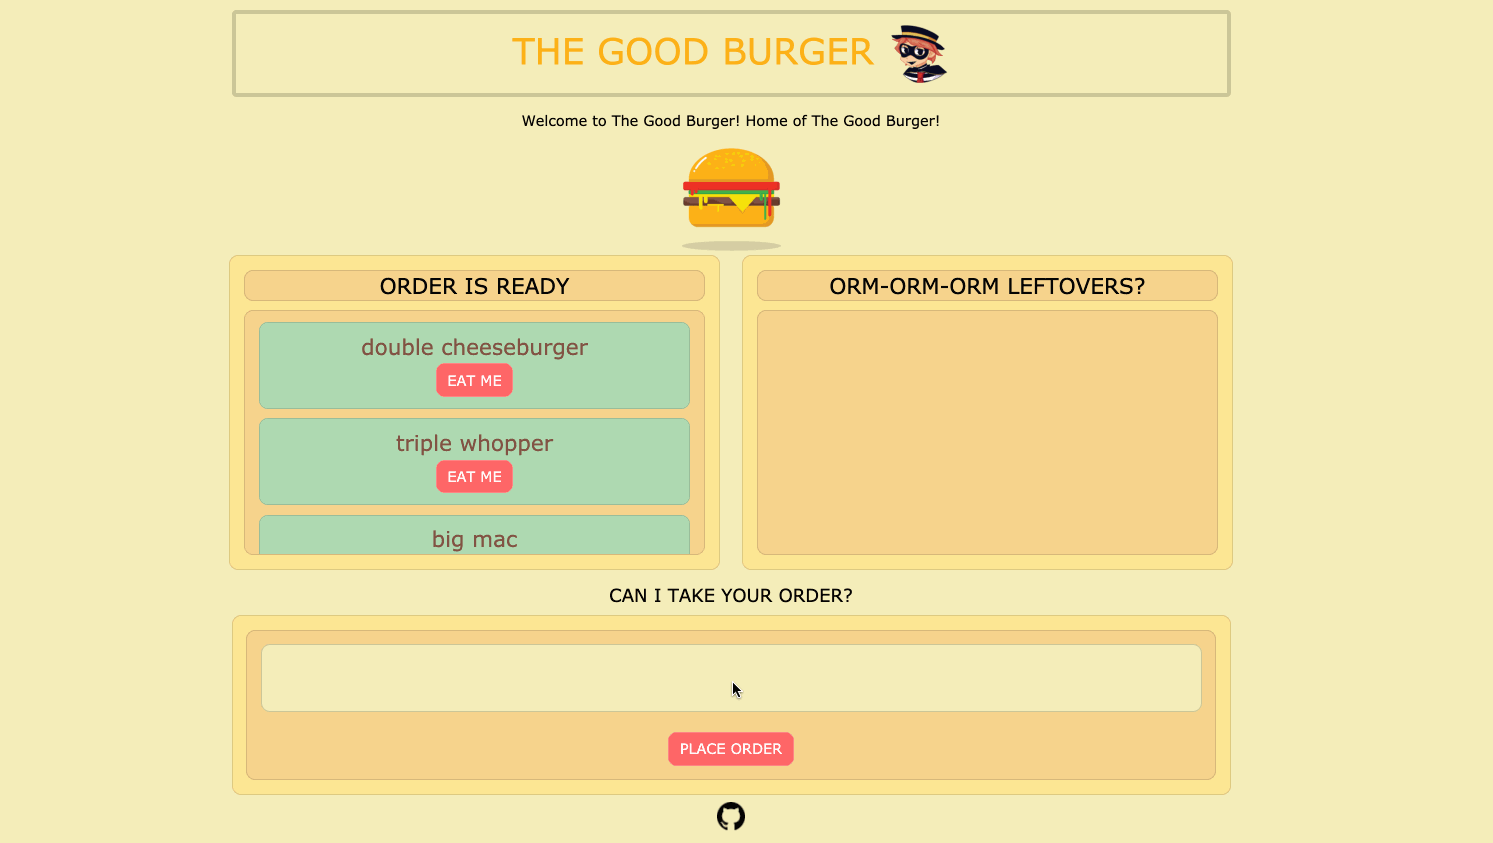 THE GOOD BURGER
Welcome to The Good Burger! Home of The Good Burger!
ORDER IS READY
double cheeseburger
EAT ME
triple whopper
EAT ME
big mac
ORM-ORM-ORM LEFTOVERS?
CAN I TAKE YOUR ORDER?
PLACE ORDER